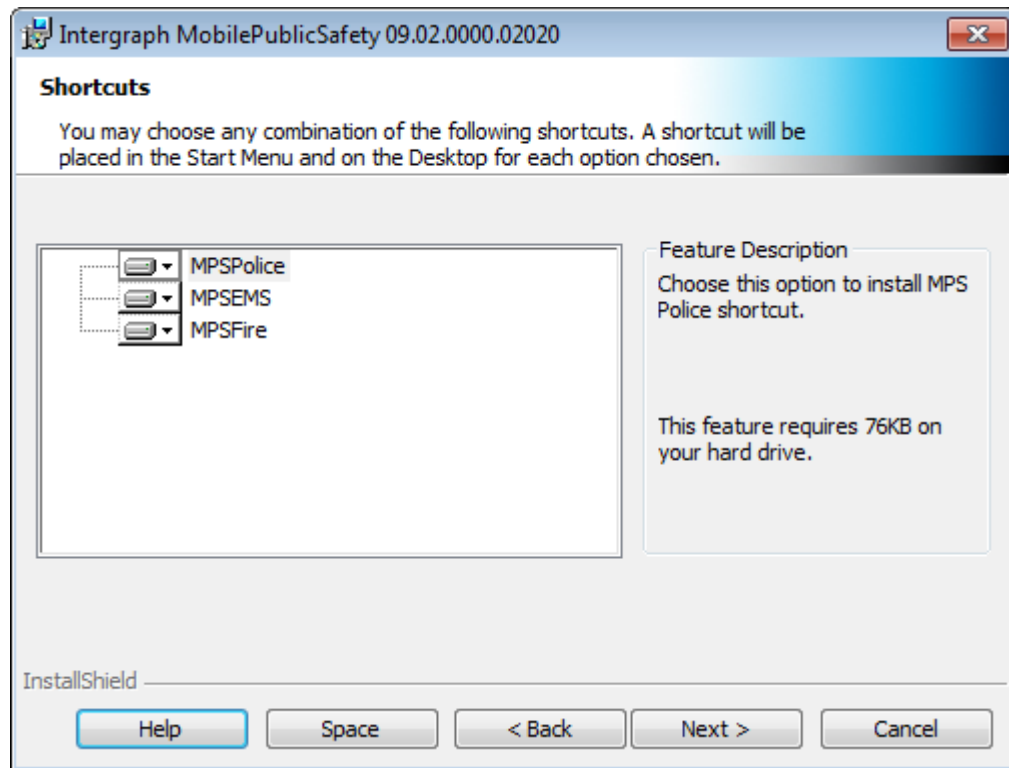 Intergraph MobilePublicSafety 09.02.0000.02020
Shortcuts
You may choose any combination of the following shortcuts. A shortcut will be
placed in the Start Menu and on the Desktop for each option chosen.
MPSPolice
MPSEMS
MPSFire
Feature Description
Choose this option to install MPS
Police shortcut.
This feature requires 76KB on
your hard drive.
InstallShield
Help
Space
< Back
Next >
Cancel